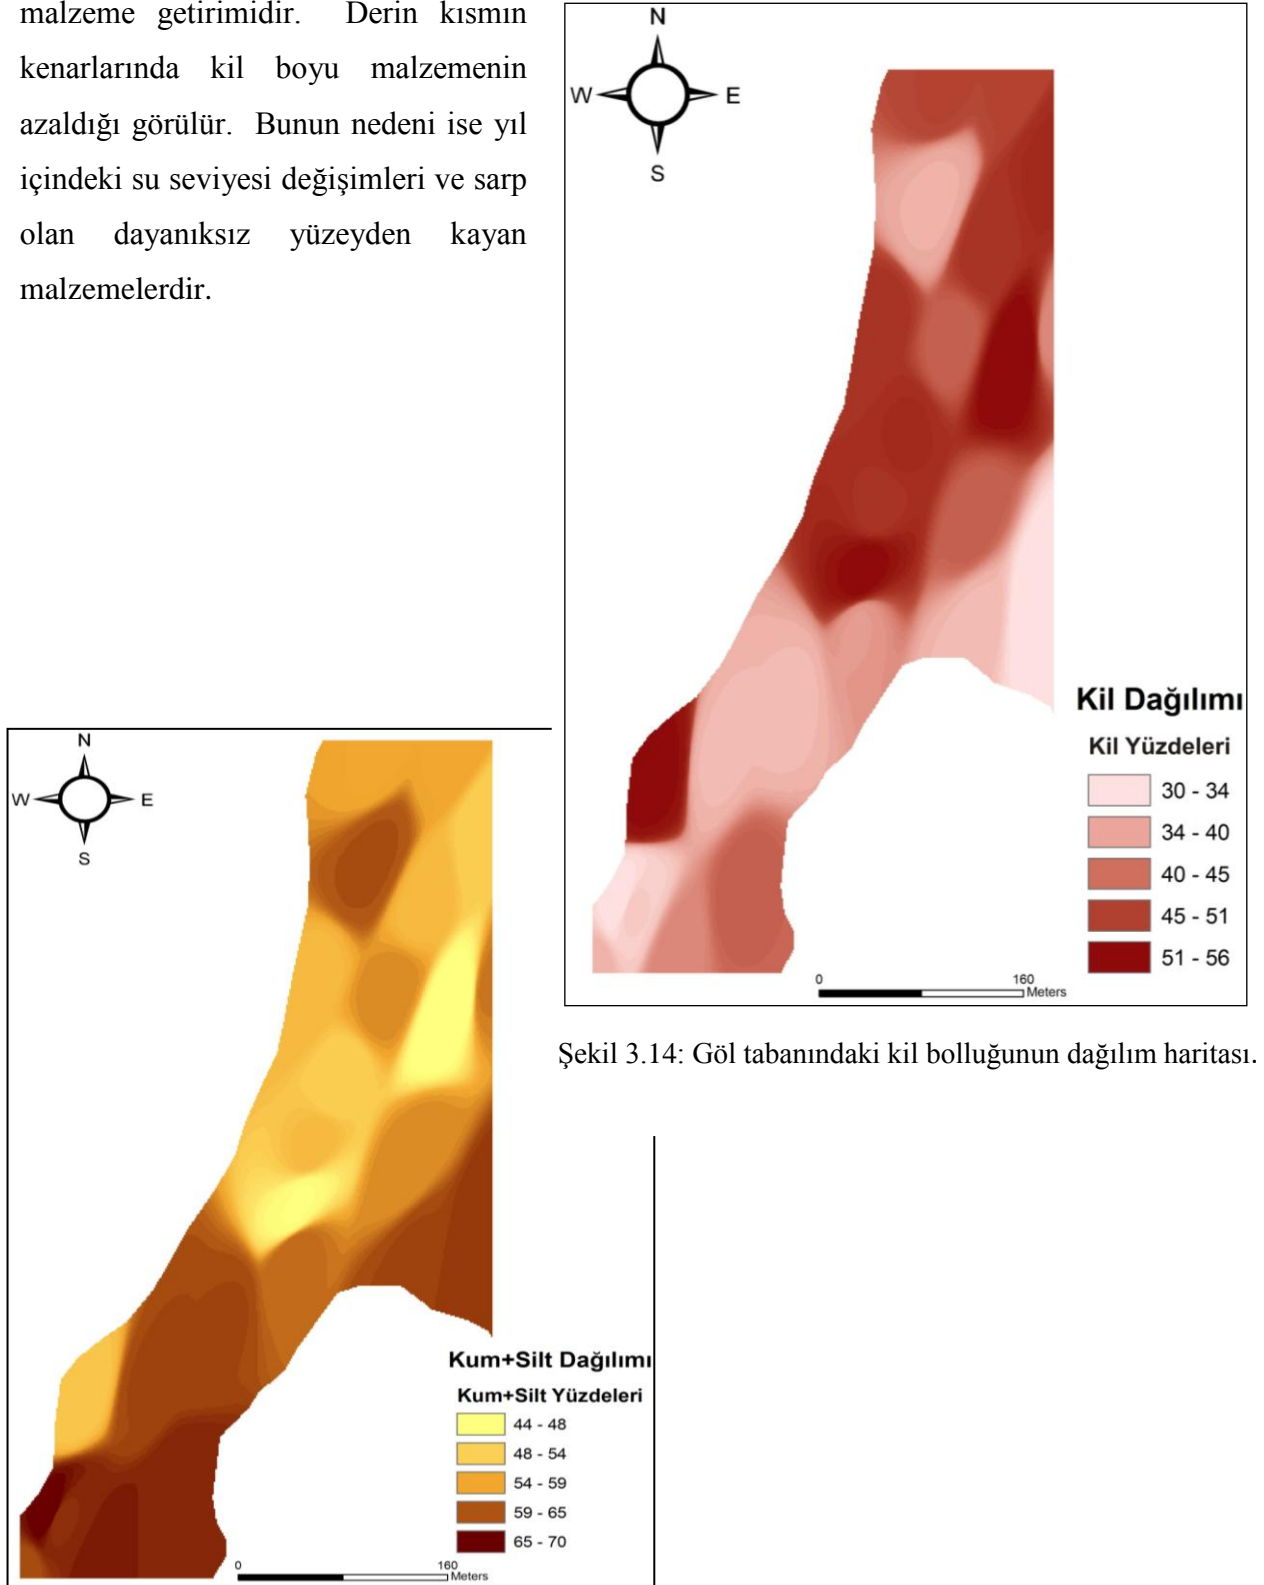 malzeme getirimidir. Derin kısmın
kenarlarında kil boyu malzemenin
azaldığı görülür. Bunun nedeni ise yıl
içindeki su seviyesi değişimleri ve sarp
olan dayanıksız yüzeyden kayan
malzemelerdir.
N
W E
S
Kil Dağılımı
Kil Yüzdeleri
30 - 34
34 - 40
40 - 45
45 - 51
51 - 56
0 160
Meters
Şekil 3.14: Göl tabanındaki kil bolluğunun dağılım haritası.
N
W E
S
Kum+Silt Dağılımı
Kum+Silt Yüzdeleri
44 - 48
48 - 54
54 - 59
59 - 65
65 - 70
0 160
Meters